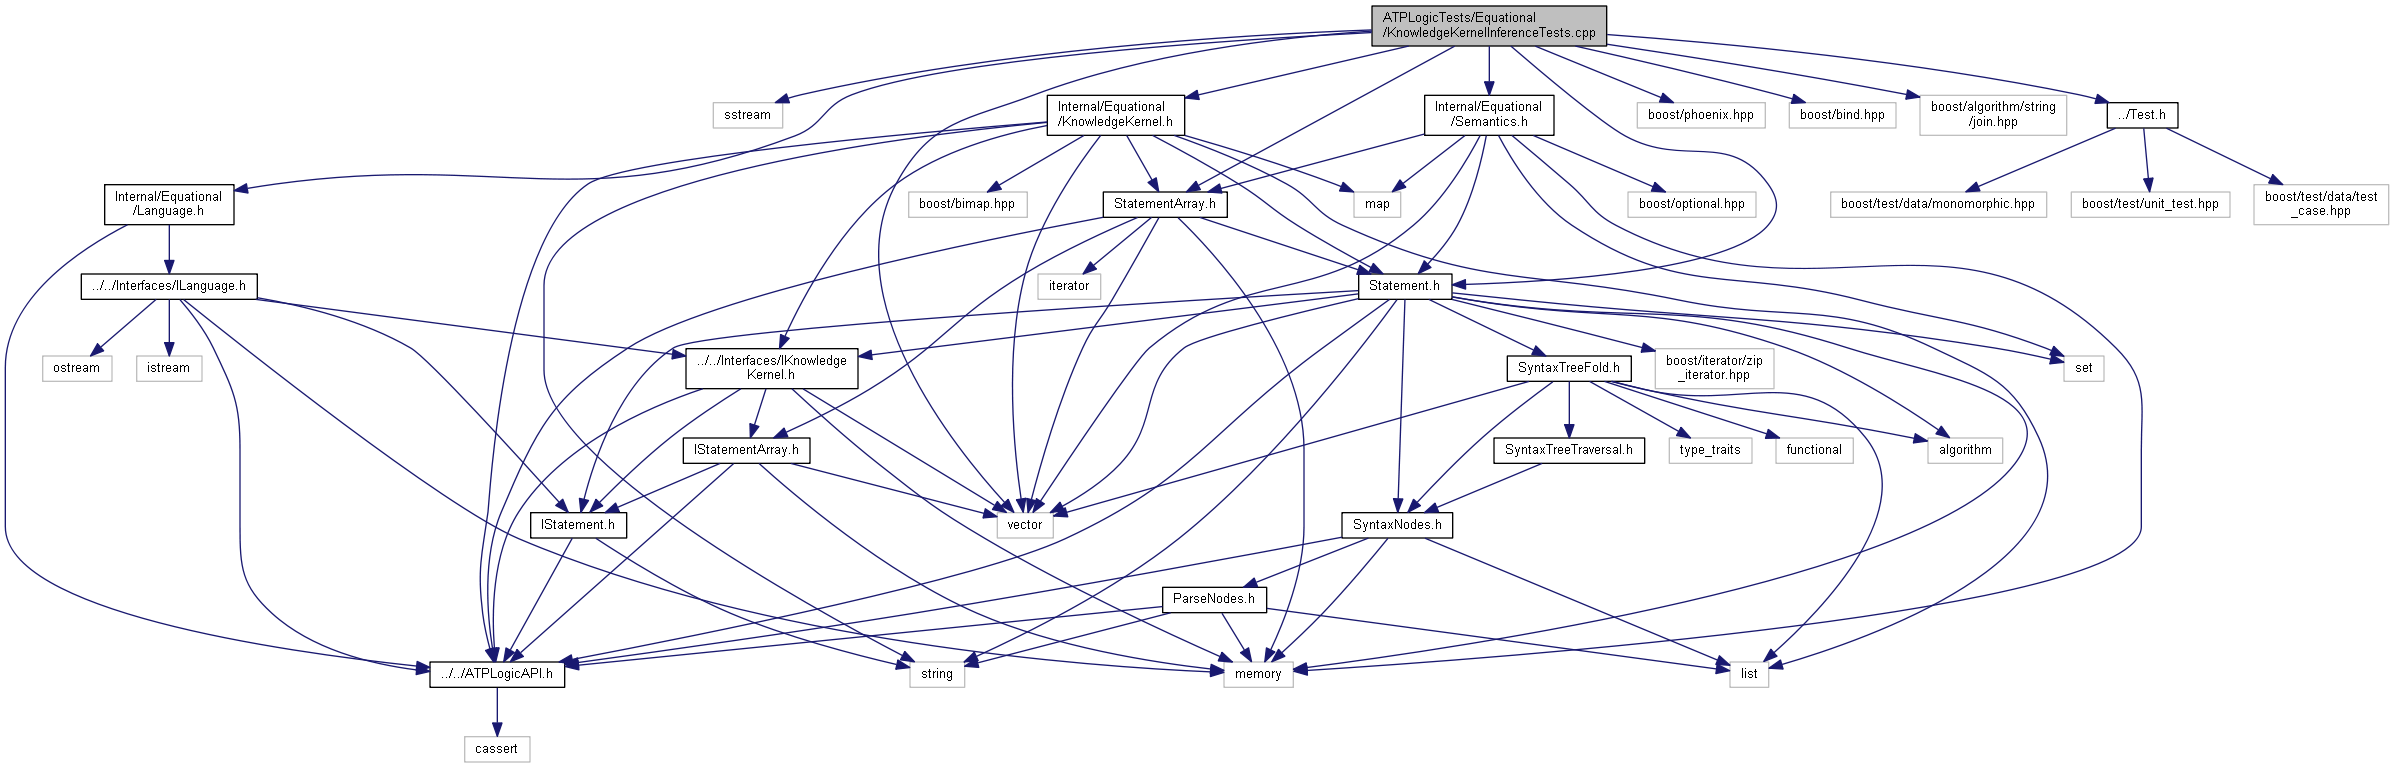 ATPLogicTests/Equational
/KnowledgeKernelInferenceTests.cpp
sstream
Internal/Equational
/KnowledgeKernel.h
Internal/Equational
/Semantics.h
boost/phoenix.hpp
boost/bind.hpp
boost/algorithm/string
/join.hpp
../Test.h
Internal/Equational
/Language.h
boost/bimap.hpp
StatementArray.h
map
boost/optional.hpp
boost/test/data/monomorphic.hpp
boost/test/unit_test.hpp
boost/test/data/test
_case.hpp
../../Interfaces/ILanguage.h
iterator
Statement.h
ostream
istream
../../Interfaces/IKnowledge
Kernel.h
SyntaxTreeFold.h
boost/iterator/zip
_iterator.hpp
set
IStatementArray.h
SyntaxTreeTraversal.h
type_traits
functional
algorithm
IStatement.h
vector
SyntaxNodes.h
ParseNodes.h
../../ATPLogicAPI.h
string
memory
list
cassert